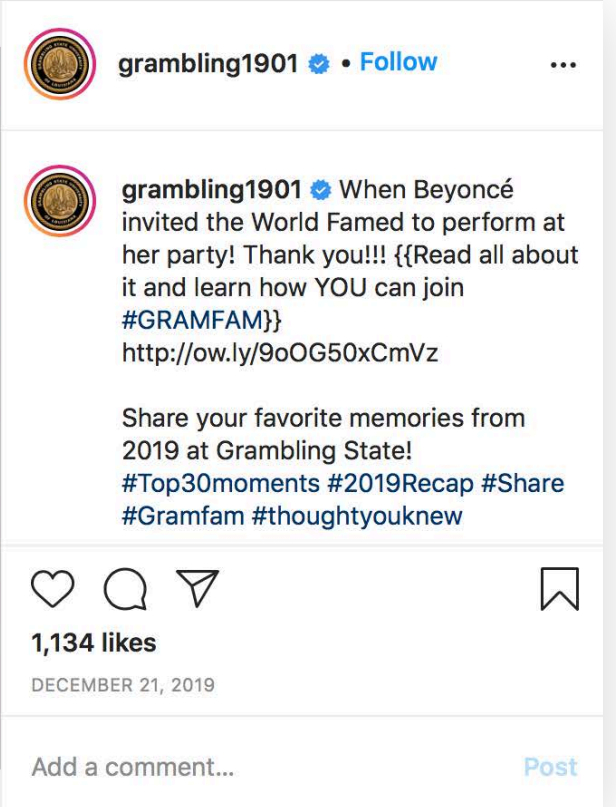 grambling1901 • Follow
grambling1901 When Beyoncé
invited the World Famed to perform at
her party! Thank you!!! {{Read all about
it and learn how YOU can join
#GRAMFAM}}
http://ow.ly/9oOG50xCmVz
Share your favorite memories from
2019 at Grambling State!
#Top30moments #2019Recap #Share
#Gramfam #thoughtyouknew
1,134 likes
DECEMBER 21, 2019
Add a comment... Post